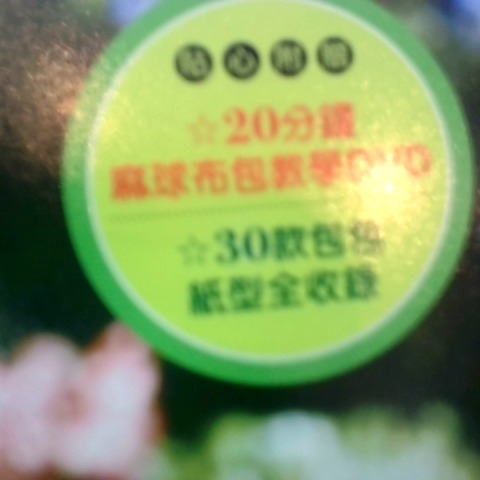 貼心附贈
☆20分鐘
麻球布包教學DVD
☆30款包包
紙型全收錄